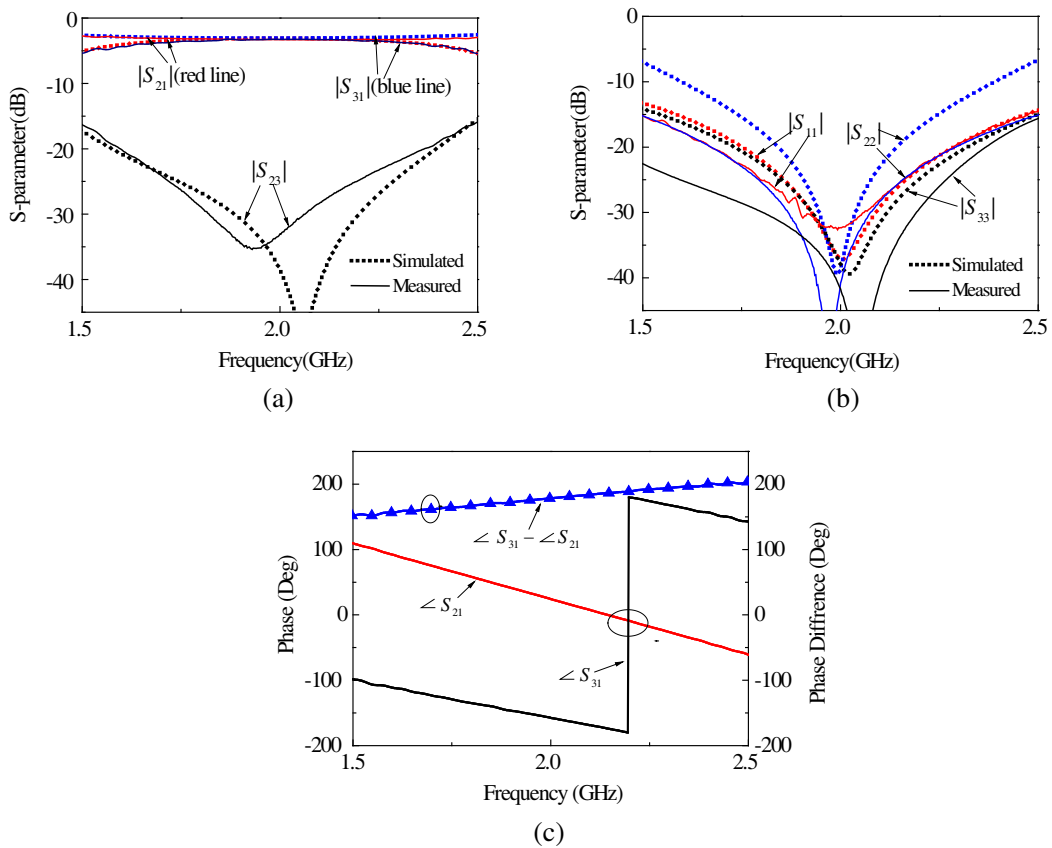 0
-10
-20
-30
-40
S-parameter(dB)
|S21|(red line)
|S31|(blue line)
|S23|
Simulated
Measured
1.5
2.0
2.5
Frequency(GHz)
(a)
0
-10
-20
-30
-40
S-parameter(dB)
|S11|
|S22|
|S33|
Simulated
Measured
1.5
2.0
2.5
Frequency(GHz)
(b)
200
100
0
-100
-200
Phase (Deg)
∠ S31 – ∠ S21
∠ S21
∠ S31
200
100
0
-100
-200
Phase Diffrence (Deg)
1.5
2.0
2.5
Frequency (GHz)
(c)